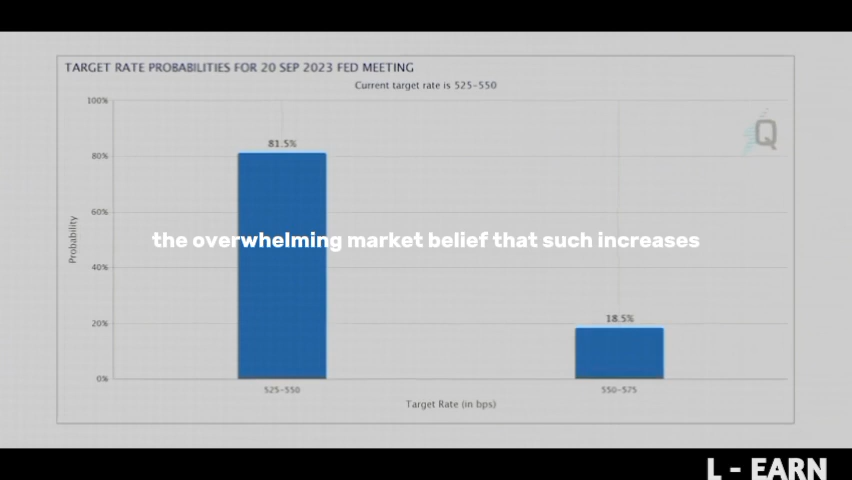 TARGET RATE PROBABILITIES FOR 20 SEP 2023 FED MEETING
Current target rate is 525-550
100%
Q
81.5%
80%
60%
Probability
the overwhelming market belief that such increases
40%
18.5%
20%
0%
525-550
550-575
Target Rate (in bps)
L - EARN